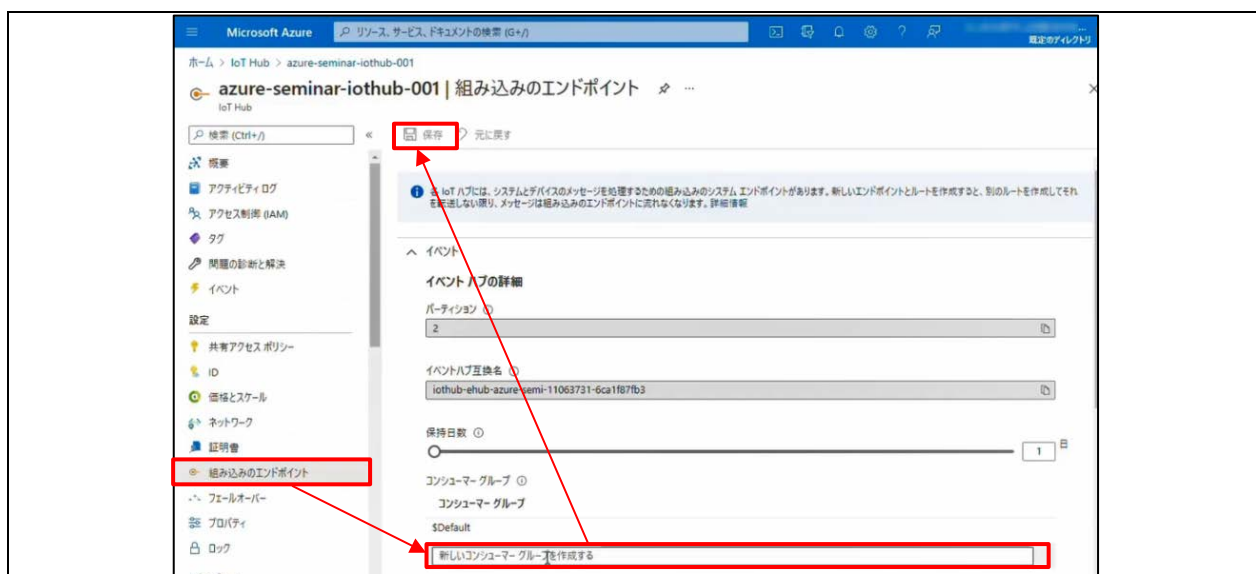 Microsoft Azure
リソース、サービス、ドキュメントの検索 (G+/)
既定のディレクトリ
ホーム > IoT Hub > azure-seminar-iothub-001
azure-seminar-iothub-001 | 組み込みのエンドポイント
IoT Hub
検索 (Ctrl+/)
保存
元に戻す
概要
アクティビティ ログ
アクセス制御 (IAM)
タグ
問題の診断と解決
イベント
設定
共有アクセス ポリシー
ID
価格とスケール
ネットワーク
証明書
組み込みのエンドポイント
フェールオーバー
プロパティ
ロック
各 IoT ハブには、システムとデバイスのメッセージを処理するための組み込みのシステム エンドポイントがあります。新しいエンドポイントとルートを作成すると、別のルートを作成してそれ
を転送しない限り、メッセージは組み込みのエンドポイントに流れなくなります。詳細情報
イベント
イベント ハブの詳細
パーティション
2
イベントハブ互換名
iothub-ehub-azure-semi-11063731-6ca1f87fb3
保持日数
1 日
コンシューマー グループ
コンシューマー グループ
$Default
新しいコンシューマー グループを作成する